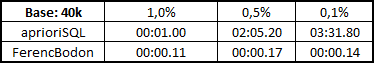 Base: 40k 1,0% 0,5% 0,1%
aprioriSQL 00:01.00 02:05.20 03:31.80
FerencBodon 00:00.11 00:00.17 00:00.14